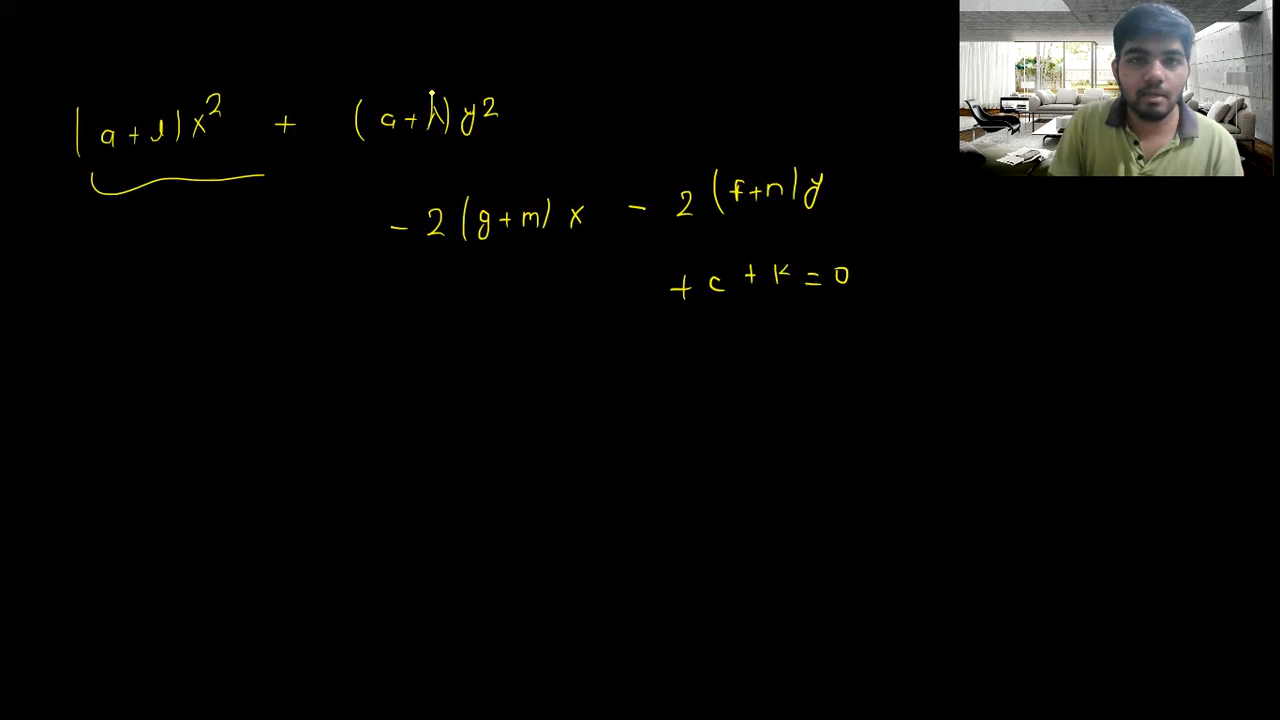 (a + l) x² + (a + λ) y²
- 2 (g + m) x - 2 (f + n) y
+ c + k = 0